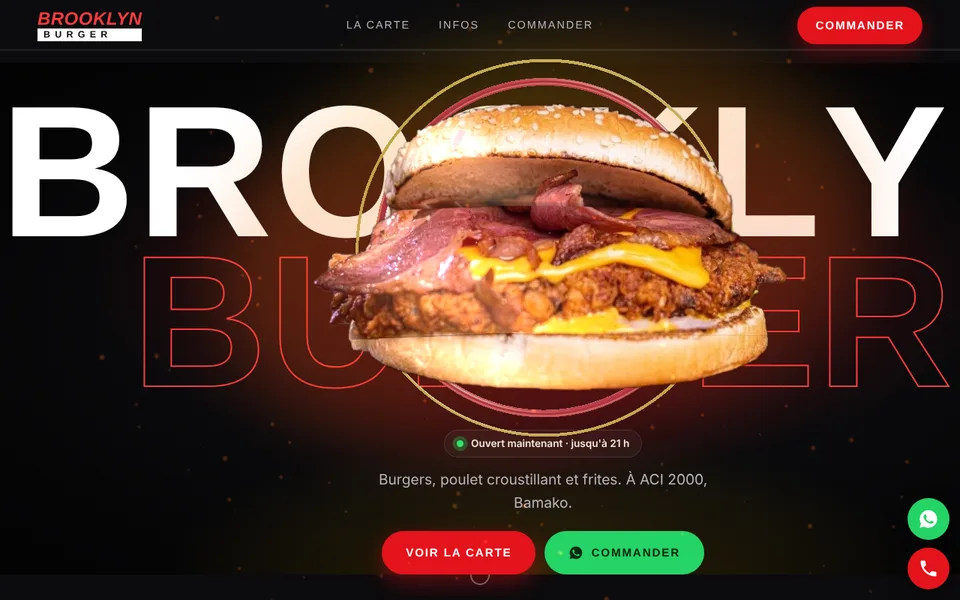 BROOKLYN
BURGER
LA CARTE
INFOS
COMMANDER
COMMANDER
BRO KLY
BU ER
Ouvert maintenant · jusqu'à 21 h
Burgers, poulet croustillant et frites. À ACI 2000,
Bamako.
VOIR LA CARTE
COMMANDER